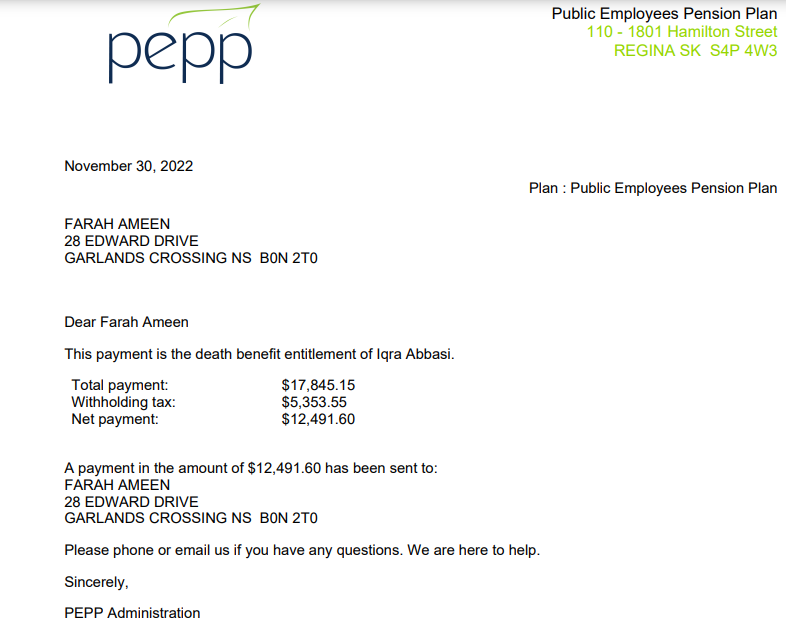 pepp
Public Employees Pension Plan
110 - 1801 Hamilton Street
REGINA SK  S4P 4W3
November 30, 2022
Plan : Public Employees Pension Plan
FARAH AMEEN
28 EDWARD DRIVE
GARLANDS CROSSING NS  B0N 2T0
Dear Farah Ameen
This payment is the death benefit entitlement of Iqra Abbasi.
Total payment: $17,845.15
Withholding tax: $5,353.55
Net payment: $12,491.60
A payment in the amount of $12,491.60 has been sent to:
FARAH AMEEN
28 EDWARD DRIVE
GARLANDS CROSSING NS  B0N 2T0
Please phone or email us if you have any questions. We are here to help.
Sincerely,
PEPP Administration